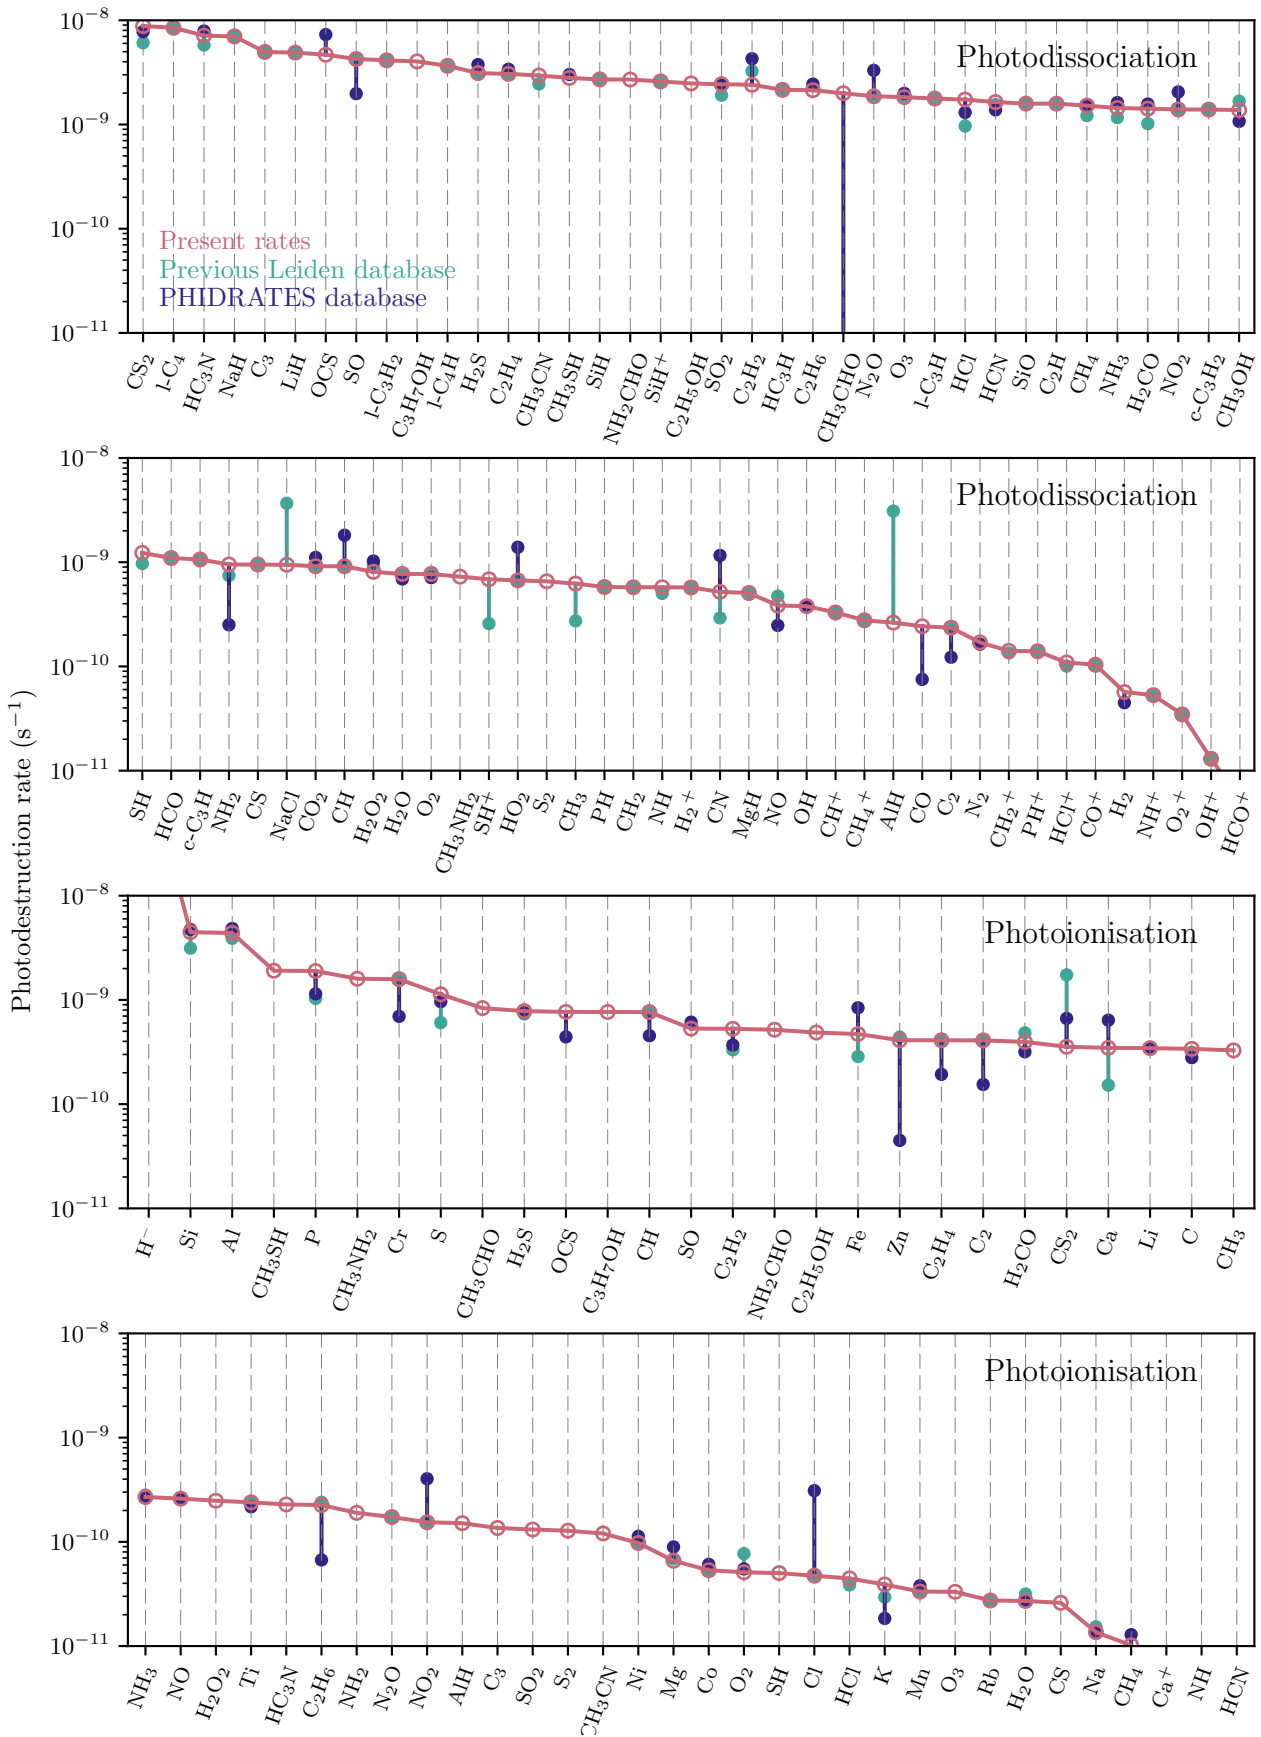 Photodestruction rate (s⁻¹)
10⁻⁸
10⁻⁹
10⁻¹⁰
10⁻¹¹
Photodissociation
Present rates
Previous Leiden database
PHIDRATES database
CS₂ l-C₄ HC₃N NaH C₃ LiH OCS SO l-C₃H₂ C₃H₇OH l-C₄H H₂S C₂H₄ CH₃CN CH₃SH SiH NH₂CHO SiH⁺ C₂H₅OH SO₂ C₂H₂ HC₃H C₂H₆ CH₃CHO N₂O O₃ l-C₃H HCl HCN SiO C₂H CH₄ NH₃ H₂CO NO₂ c-C₃H₂ CH₃OH
10⁻⁸
10⁻⁹
10⁻¹⁰
10⁻¹¹
Photodissociation
SH HCO c-C₃H NH₂ CS NaCl CO₂ CH H₂O₂ H₂O O₂ CH₃NH₂ SH⁺ HO₂ S₂ CH₃ PH CH₂ NH H₂⁺ CN MgH NO OH CH⁺ CH₄⁺ AlH CO C₂ N₂ CH₂⁺ PH⁺ HCl⁺ CO⁺ H₂ NH⁺ O₂⁺ OH⁺ HCO⁺
10⁻⁸
10⁻⁹
10⁻¹⁰
10⁻¹¹
Photoionisation
H⁻ Si Al CH₃SH P CH₃NH₂ Cr S CH₃CHO H₂S OCS C₃H₇OH CH SO C₂H₂ NH₂CHO C₂H₅OH Fe Zn C₂H₄ C₂ H₂CO CS₂ Ca Li C CH₃
10⁻⁸
10⁻⁹
10⁻¹⁰
10⁻¹¹
Photoionisation
NH₃ NO H₂O₂ Ti HC₃N C₂H₆ NH₂ N₂O NO₂ AlH C₃ SO₂ S₂ CH₃CN Ni Mg Co O₂ SH Cl HCl K Mn O₃ Rb H₂O CS Na CH₄ Ca⁺ NH HCN